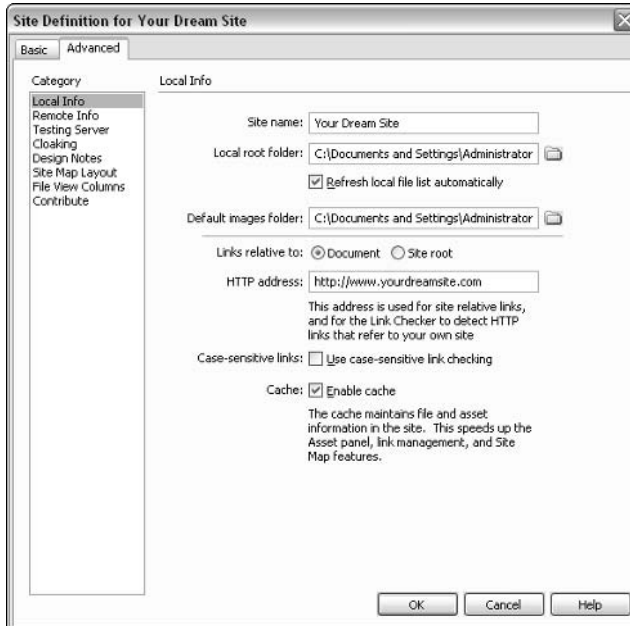 Site Definition for Your Dream Site
Basic
Advanced
Category
Local Info
Remote Info
Testing Server
Cloaking
Design Notes
Site Map Layout
File View Columns
Contribute
Local Info
Site name: Your Dream Site
Local root folder: C:\Documents and Settings\Administrator
Refresh local file list automatically
Default images folder: C:\Documents and Settings\Administrator
Links relative to: Document Site root
HTTP address: http://www.yourdreamsite.com
This address is used for site relative links,
and for the Link Checker to detect HTTP
links that refer to your own site
Case-sensitive links: Use case-sensitive link checking
Cache: Enable cache
The cache maintains file and asset
information in the site. This speeds up the
Asset panel, link management, and Site
Map features.
OK Cancel Help